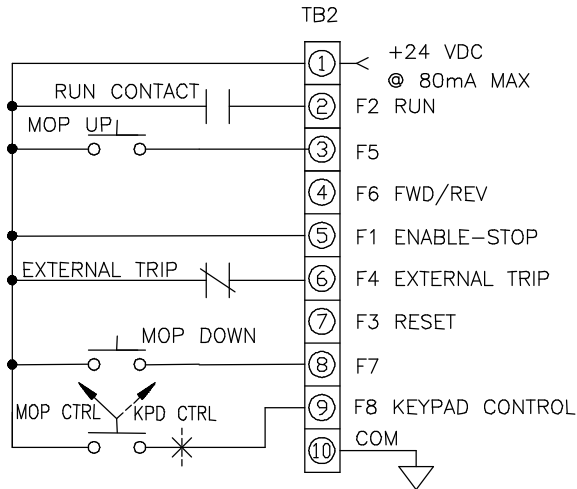 TB2
1
+24 VDC
@ 80mA MAX
RUN CONTACT
2
F2 RUN
MOP UP
3
F5
4
F6 FWD/REV
5
F1 ENABLE-STOP
EXTERNAL TRIP
6
F4 EXTERNAL TRIP
7
F3 RESET
MOP DOWN
8
F7
MOP CTRL
KPD CTRL
9
F8 KEYPAD CONTROL
10
COM